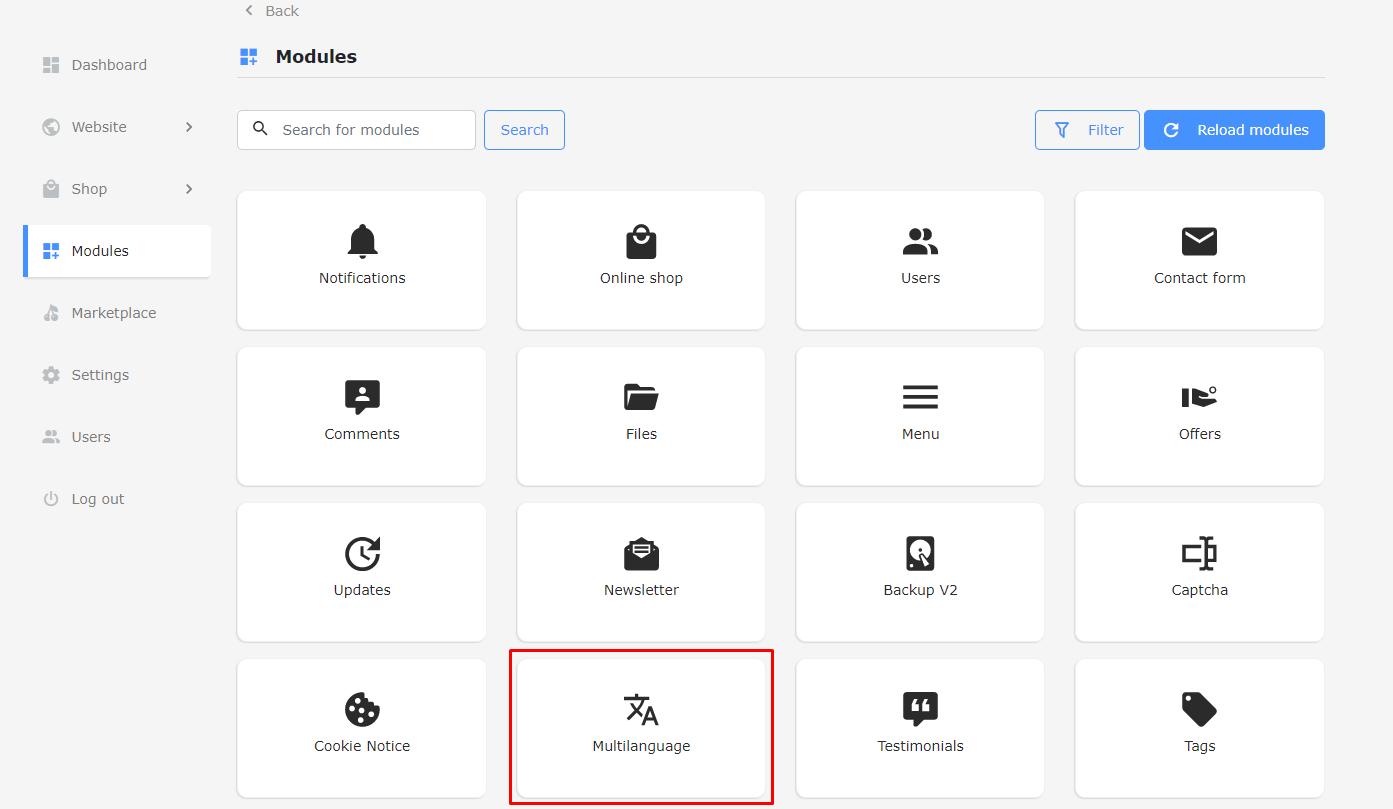 Back
Modules
Dashboard
Website
Shop
Modules
Marketplace
Settings
Users
Log out
Search for modules
Search
Filter
Reload modules
Notifications
Online shop
Users
Contact form
Comments
Files
Menu
Offers
Updates
Newsletter
Backup V2
Captcha
Cookie Notice
Multilanguage
Testimonials
Tags